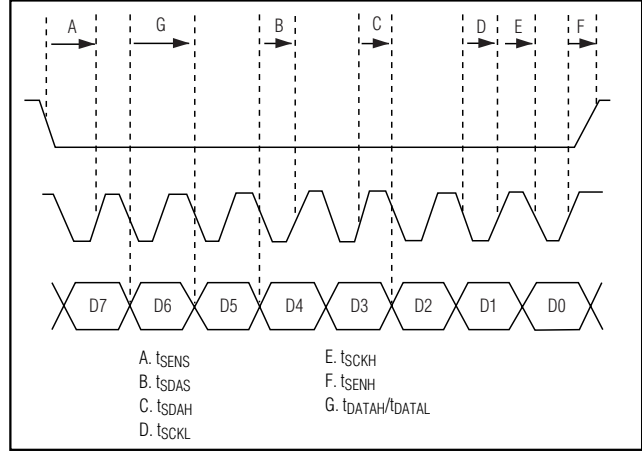 A G B C D E F
D7 D6 D5 D4 D3 D2 D1 D0
A. tSENS
B. tSDAS
C. tSDAH
D. tSCKL
E. tSCKH
F. tSENH
G. tDATAH/tDATAL